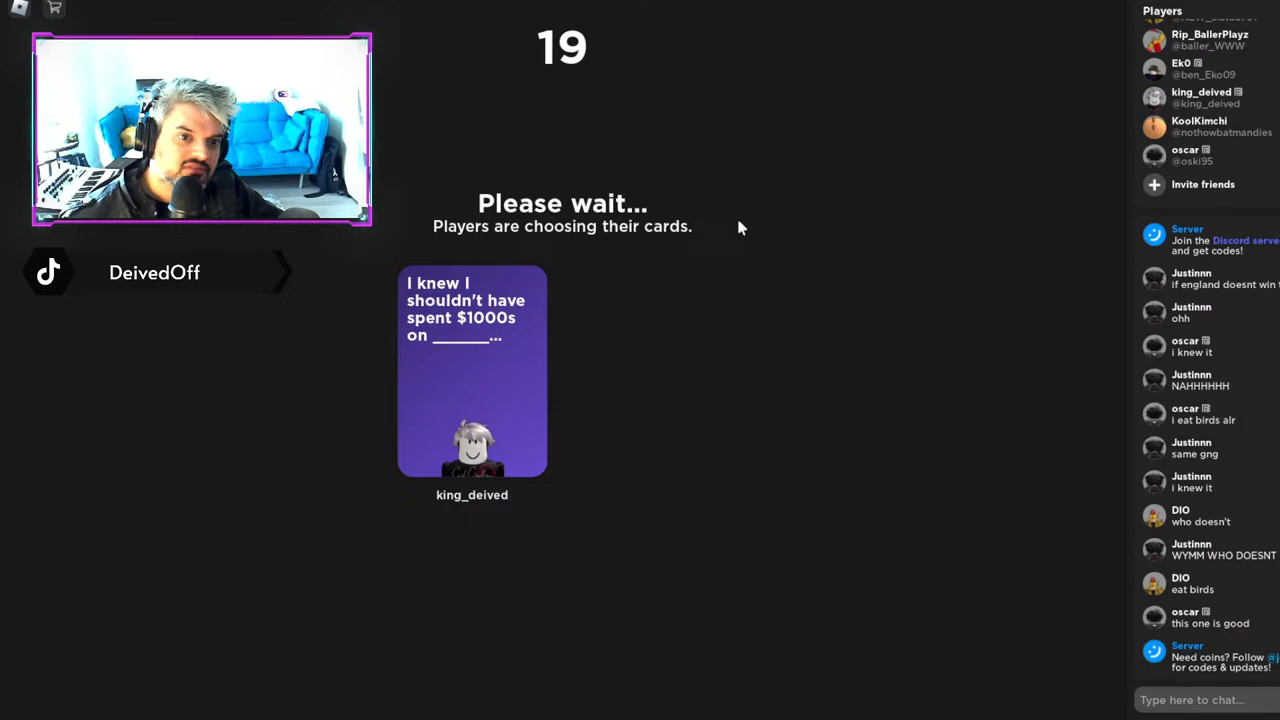 19
Please wait...
Players are choosing their cards.
I knew I
shouldn't have
spent $1000s
on ______...
king_deived
DeivedOff
Players
Rip_BallerPlayz
@baller_WWW
Ek0
@ben_Eko09
king_deived
@king_deived
KoolKimchi
@nothowbatmandies
oscar
@oski95
Invite friends
Server
Join the Discord serve
and get codes!
Justinnn
if england doesnt win
Justinnn
ohh
oscar
i knew it
Justinnn
NAHHHHHH
oscar
i eat birds alr
Justinnn
same gng
Justinnn
i knew it
DIO
who doesn't
Justinnn
WYMM WHO DOESNT
DIO
eat birds
oscar
this one is good
Server
Need coins? Follow @j
for codes & updates!
Type here to chat...